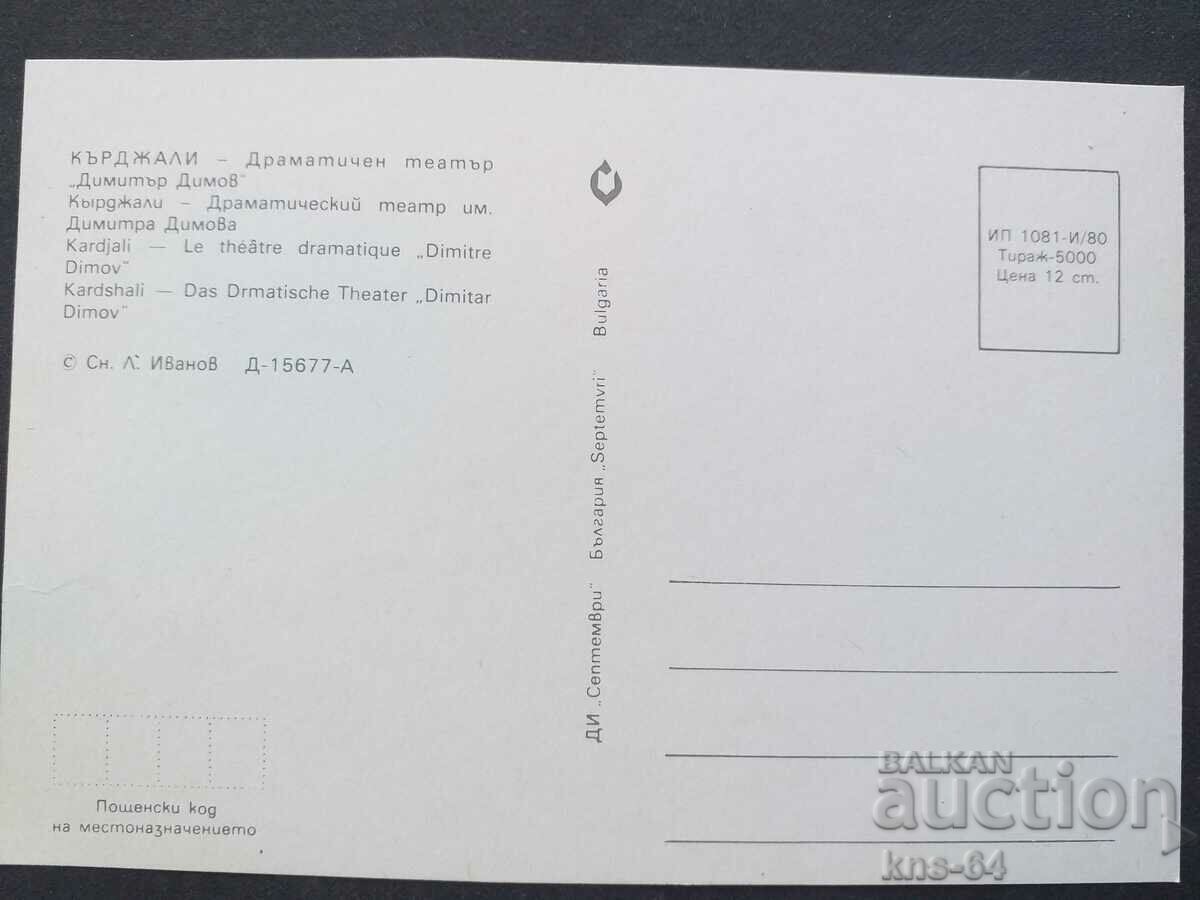 КЪРДЖАЛИ – Драматичен театър
„Димитър Димов"
Кырджали – Драматический театр им.
Димитра Димова
Kardjali — Le théâtre dramatique „Dimitre
Dimov"
Kardshali — Das Drmatische Theater „Dimitar
Dimov"
© Сн. Л. Иванов Д-15677-А
Пощенски код
на местоназначението
ДИ „Септември" България „Septemvri" Bulgaria
ИП 1081-И/80
Тираж-5000
Цена 12 ст.
BALKAN
auction
kns-64